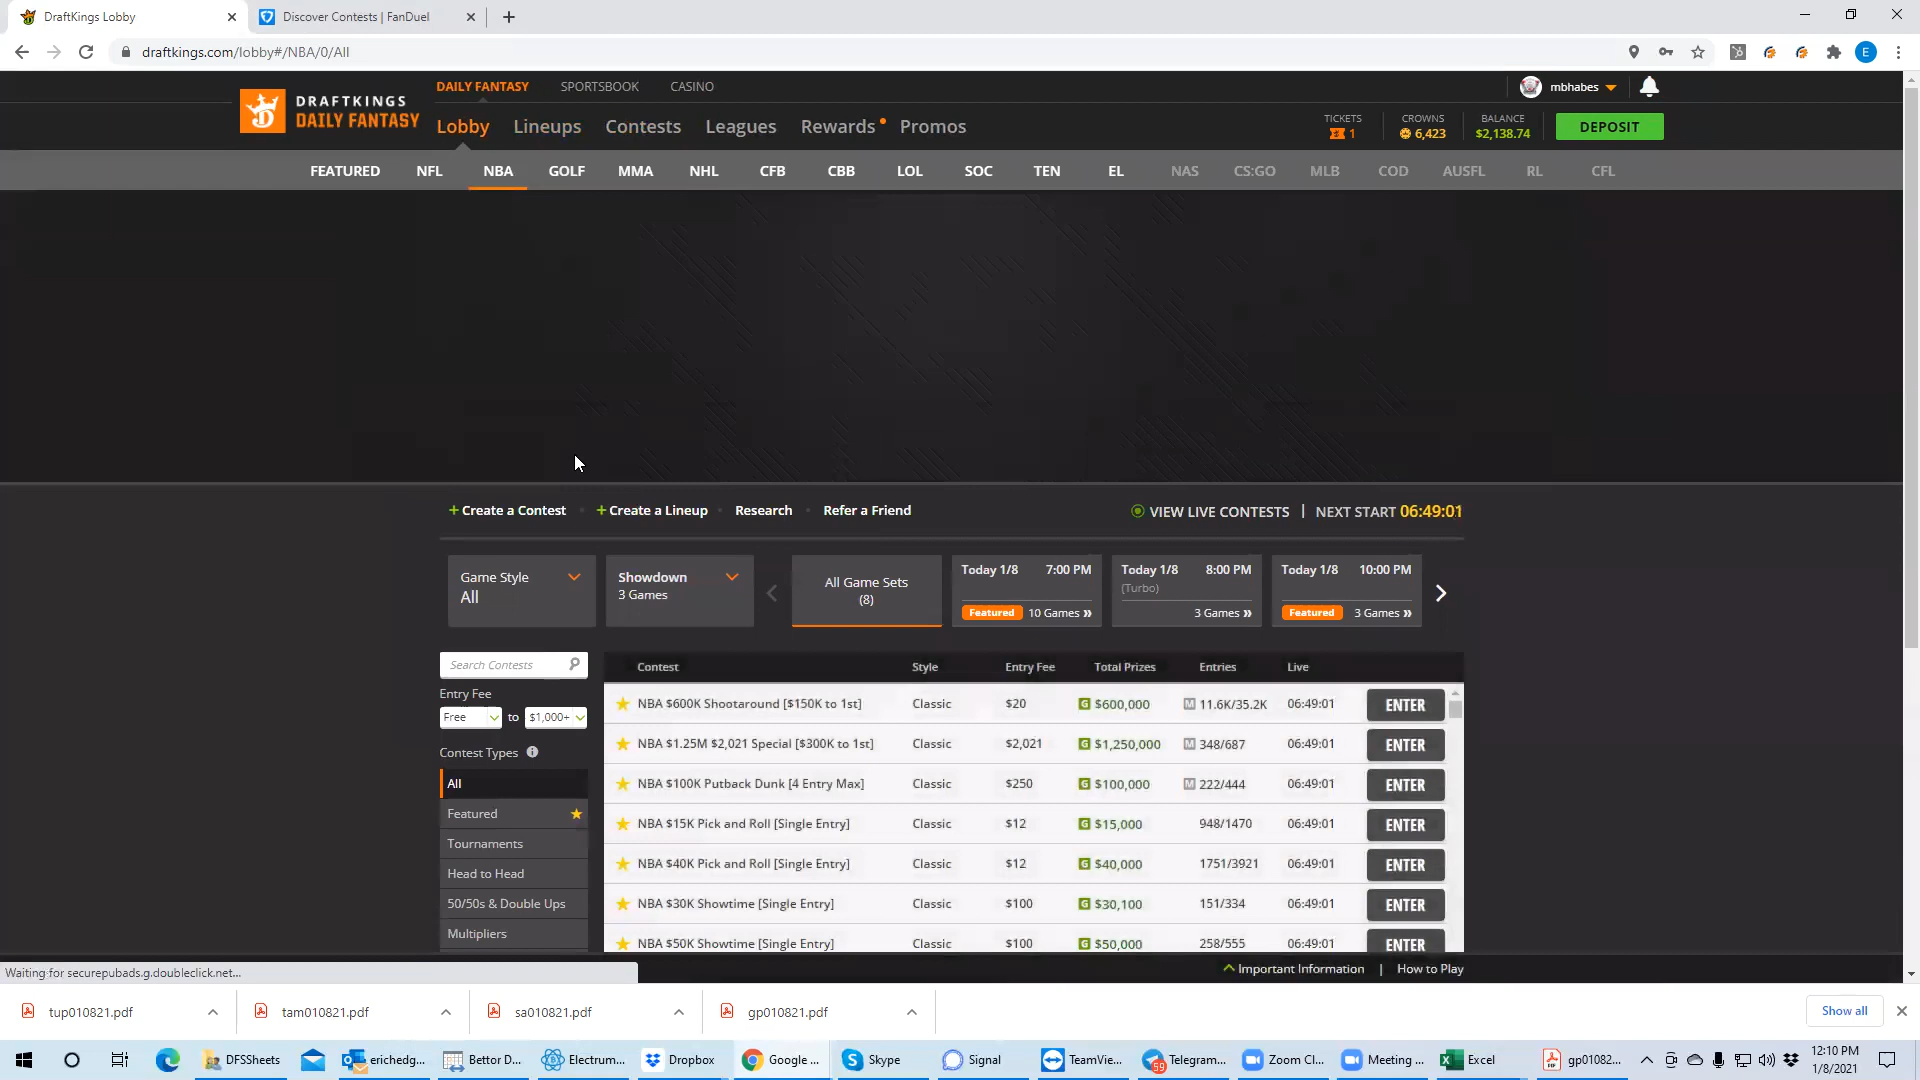 DraftKings Lobby
Discover Contests | FanDuel
draftkings.com/lobby#/NBA/0/All
E
DAILY FANTASY SPORTSBOOK CASINO
mbhabes
DRAFTKINGS
DAILY FANTASY
Lobby Lineups Contests Leagues Rewards Promos
TICKETS CROWNS BALANCE
1 6,423 $2,138.74
DEPOSIT
FEATURED NFL NBA GOLF MMA NHL CFB CBB LOL SOC TEN EL NAS CS:GO MLB COD AUSFL RL CFL
+ Create a Contest + Create a Lineup Research Refer a Friend
VIEW LIVE CONTESTS | NEXT START 06:49:01
Game Style
All
Showdown
3 Games
All Game Sets
(8)
Today 1/8 7:00 PM
Featured 10 Games »
Today 1/8 8:00 PM
(Turbo)
3 Games »
Today 1/8 10:00 PM
Featured 3 Games »
Search Contests
Entry Fee
Free to $1,000+
Contest Types
All
Featured
Tournaments
Head to Head
50/50s & Double Ups
Multipliers
Contest Style Entry Fee Total Prizes Entries Live
NBA $600K Shootaround [$150K to 1st] Classic $20 G $600,000 M 11.6K/35.2K 06:49:01 ENTER
NBA $1.25M $2,021 Special [$300K to 1st] Classic $2,021 G $1,250,000 M 348/687 06:49:01 ENTER
NBA $100K Putback Dunk [4 Entry Max] Classic $250 G $100,000 M 222/444 06:49:01 ENTER
NBA $15K Pick and Roll [Single Entry] Classic $12 G $15,000 948/1470 06:49:01 ENTER
NBA $40K Pick and Roll [Single Entry] Classic $12 G $40,000 1751/3921 06:49:01 ENTER
NBA $30K Showtime [Single Entry] Classic $100 G $30,100 151/334 06:49:01 ENTER
NBA $50K Showtime [Single Entry] Classic $100 G $50,000 258/555 06:49:01 ENTER
Important Information | How to Play
Waiting for securepubads.g.doubleclick.net...
tup010821.pdf
tam010821.pdf
sa010821.pdf
gp010821.pdf
Show all
DFSSheets
erichedg...
Bettor D...
Electrum...
Dropbox
Google ...
Skype
Signal
TeamVie...
59
Telegram...
Zoom Cl...
Meeting ...
Excel
gp01082...
12:10 PM
1/8/2021